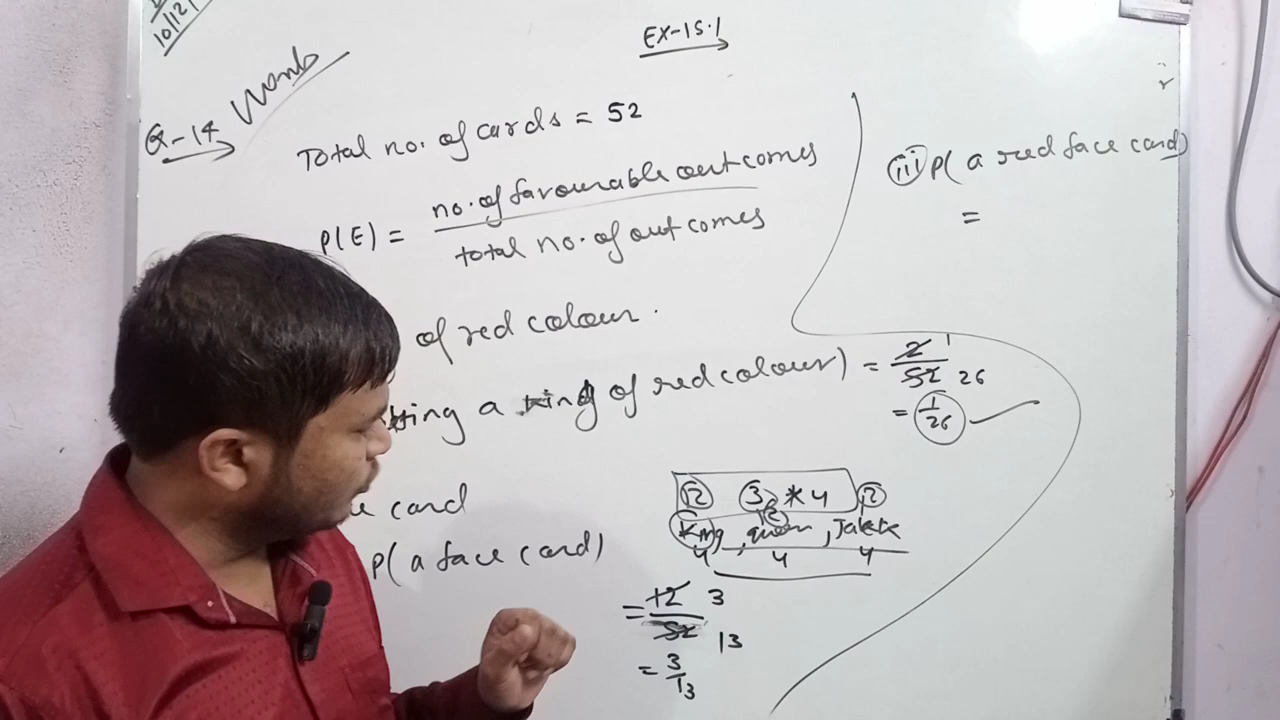 10/12/
EX-15.1
Q-14
Total no. of cards = 52
P(E) = no. of favourable outcomes
total no. of outcomes
of red colour.
tting a king of red colour) = 2 1
52 26
= 1
26
e card
P( a face card)
12 3 * 4 12
King, queen, Jack
4 4 4
= 12 3
52 13
= 3
13
(iii) P( a red face card)
=